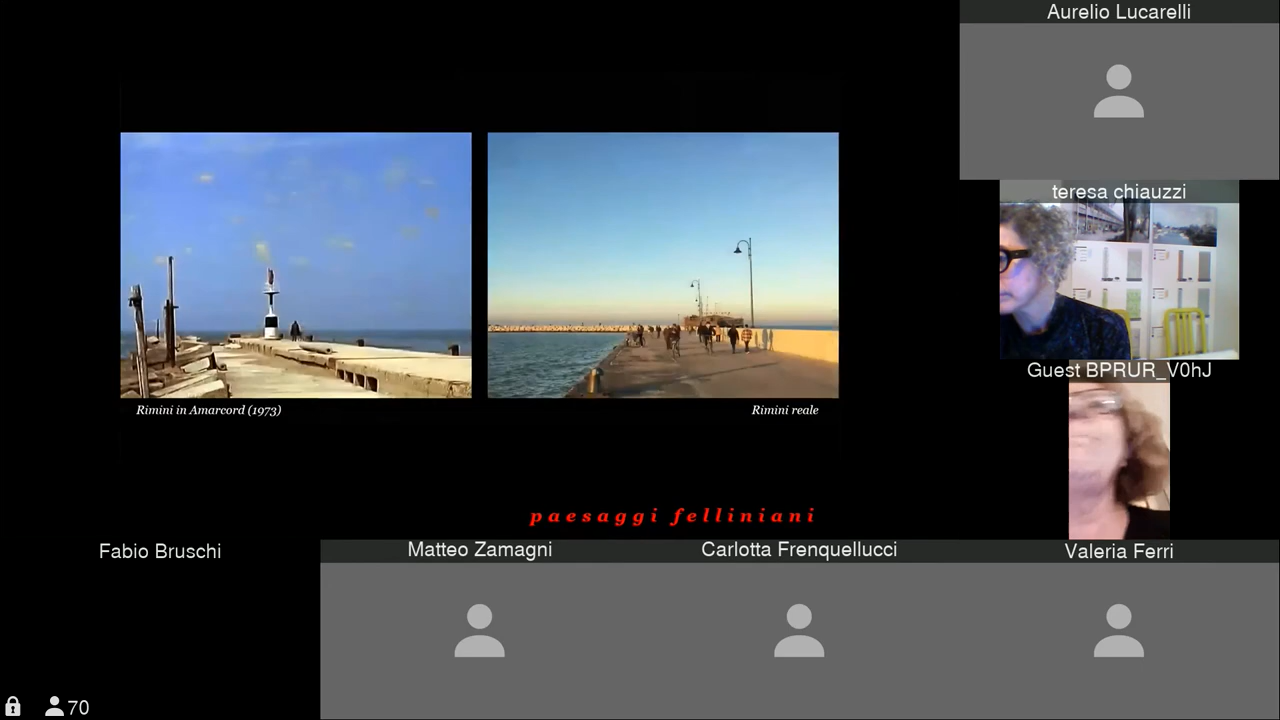 Aurelio Lucarelli
teresa chiauzzi
Guest BPRUR_V0hJ
Rimini in Amarcord (1973)
Rimini reale
paesaggi felliniani
Fabio Bruschi
Matteo Zamagni
Carlotta Frenquellucci
Valeria Ferri
70